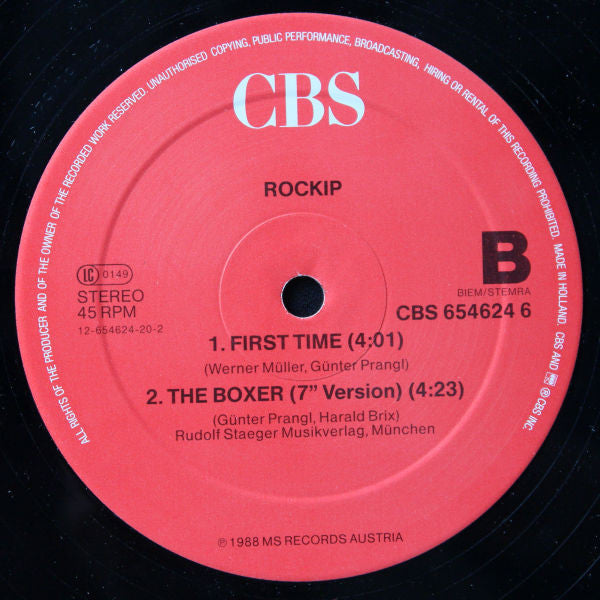 ALL RIGHTS OF THE PRODUCER AND OF THE OWNER OF THE RECORDED WORK RESERVED. UNAUTHORISED COPYING, PUBLIC PERFORMANCE, BROADCASTING, HIRING OR RENTAL OF THIS RECORDING PROHIBITED. MADE IN HOLLAND. CBS AND ℗ CBS INC.
CBS
ROCKIP
B
LC 0149
STEREO
45 RPM
12-654624-20-2
BIEM/STEMRA
CBS 654624 6
1. FIRST TIME (4:01)
(Werner Müller, Günter Prangl)
2. THE BOXER (7” Version) (4:23)
(Günter Prangl, Harald Brix)
Rudolf Staeger Musikverlag, München
℗ 1988 MS RECORDS AUSTRIA